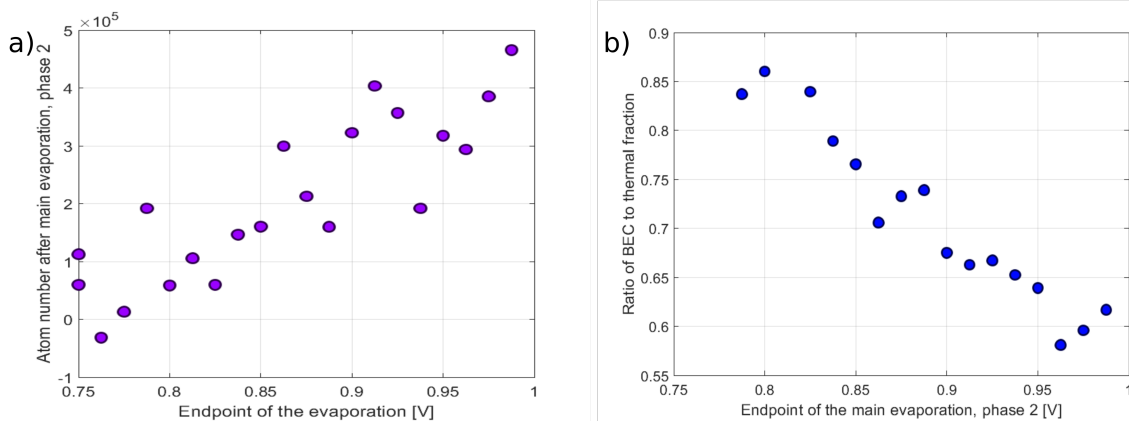 a)
×10⁵
5
4
3
2
1
0
-1
0.75 0.8 0.85 0.9 0.95 1
Atom number after main evaporation, phase 2
Endpoint of the evaporation [V]
b)
0.9
0.85
0.8
0.75
0.7
0.65
0.6
0.55
0.75 0.8 0.85 0.9 0.95 1
Ratio of BEC to thermal fraction
Endpoint of the main evaporation, phase 2 [V]